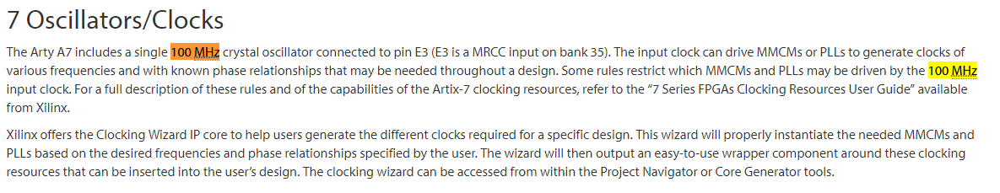 7 Oscillators/Clocks
The Arty A7 includes a single 100 MHz crystal oscillator connected to pin E3 (E3 is a MRCC input on bank 35). The input clock can drive MMCMs or PLLs to generate clocks of
various frequencies and with known phase relationships that may be needed throughout a design. Some rules restrict which MMCMs and PLLs may be driven by the 100 MHz
input clock. For a full description of these rules and of the capabilities of the Artix-7 clocking resources, refer to the “7 Series FPGAs Clocking Resources User Guide” available
from Xilinx.
Xilinx offers the Clocking Wizard IP core to help users generate the different clocks required for a specific design. This wizard will properly instantiate the needed MMCMs and
PLLs based on the desired frequencies and phase relationships specified by the user. The wizard will then output an easy-to-use wrapper component around these clocking
resources that can be inserted into the user’s design. The clocking wizard can be accessed from within the Project Navigator or Core Generator tools.